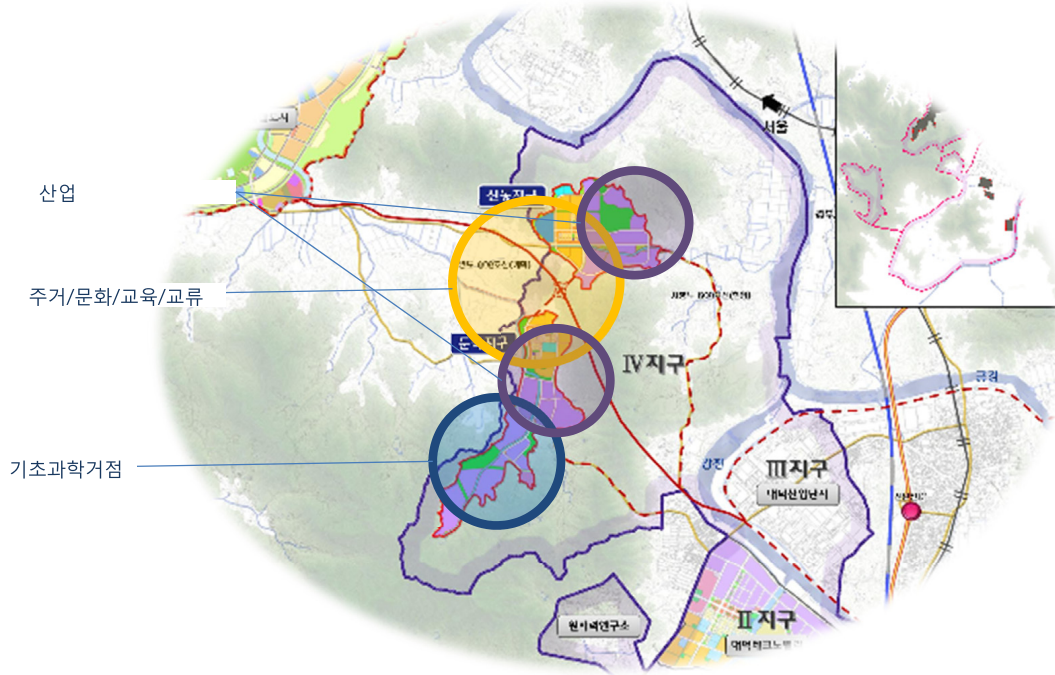 서울
산업
신동지구
주거/문화/교육/교류
둔곡지구
Ⅳ지구
금강
기초과학거점
갑천
Ⅲ지구
대덕산업단지
원자력연구소
Ⅱ지구